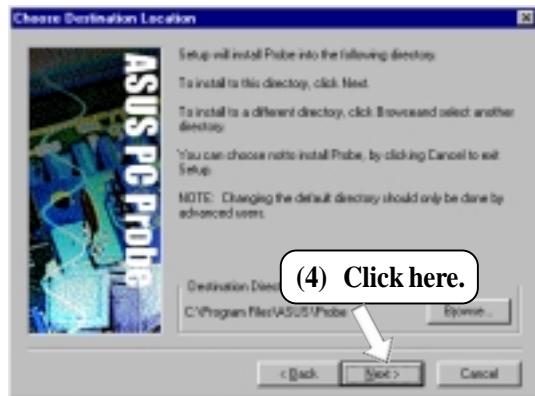 Choose Destination Location
ASUS PC Probe
Setup will install Probe into the following directory.
To install to this directory, click Next.
To install to a different directory, click Browse and select another
directory.
You can choose not to install Probe, by clicking Cancel to exit
Setup.
NOTE: Changing the default directory should only be done by
advanced users.
(4) Click here.
Destination Direct
C:\Program Files\ASUS\Probe
Browse...
< Back
Next >
Cancel